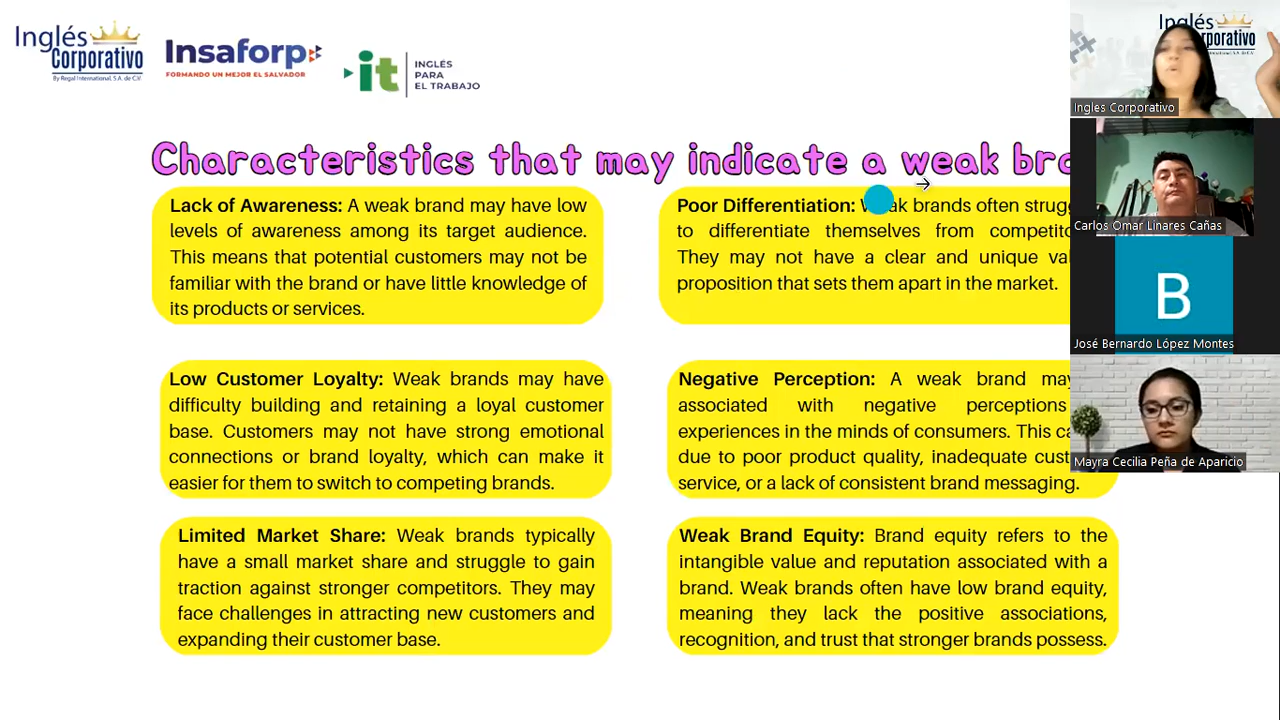 Inglés
Corporativo
By Regal International, S.A. de C.V.
Insaforp
FORMANDO UN MEJOR EL SALVADOR
it
INGLÉS
PARA
EL TRABAJO
Characteristics that may indicate a weak
Lack of Awareness: A weak brand may have low
levels of awareness among its target audience.
This means that potential customers may not be
familiar with the brand or have little knowledge of
its products or services.
Poor Differentiation: brands often
to differentiate themselves from
They may not have a clear and unique
proposition that sets them apart in the market.
Low Customer Loyalty: Weak brands may have
difficulty building and retaining a loyal customer
base. Customers may not have strong emotional
connections or brand loyalty, which can make it
easier for them to switch to competing brands.
Negative Perception: A weak brand may
associated with negative perceptions
experiences in the minds of consumers. This
due to poor product quality, inadequate
service, or a lack of consistent brand messaging.
Limited Market Share: Weak brands typically
have a small market share and struggle to gain
traction against stronger competitors. They may
face challenges in attracting new customers and
expanding their customer base.
Weak Brand Equity: Brand equity refers to the
intangible value and reputation associated with a
brand. Weak brands often have low brand equity,
meaning they lack the positive associations,
recognition, and trust that stronger brands possess.
Inglés
Corporativo
Ingles Corporativo
Carlos Omar Linares Cañas
B
José Bernardo López Montes
Mayra Cecilia Peña de Aparicio